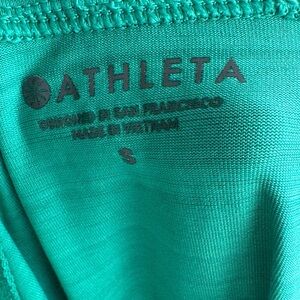 ATHLETA
DESIGNED IN SAN FRANCISCO
MADE IN VIETNAM
S